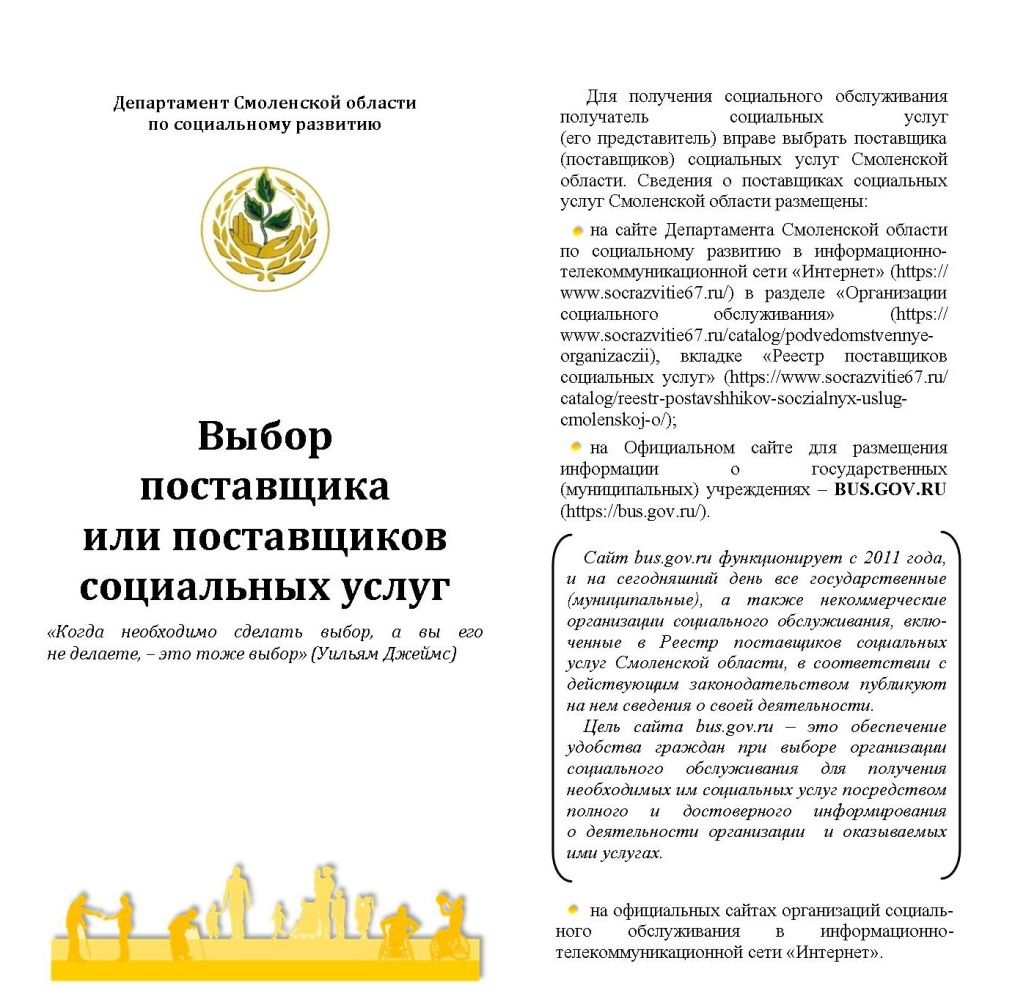 Департамент Смоленской области
по социальному развитию
Выбор
поставщика
или поставщиков
социальных услуг
«Когда необходимо сделать выбор, а вы его
не делаете, – это тоже выбор» (Уильям Джеймс)
Для получения социального обслуживания
получатель социальных услуг
(его представитель) вправе выбрать поставщика
(поставщиков) социальных услуг Смоленской
области. Сведения о поставщиках социальных
услуг Смоленской области размещены:
на сайте Департамента Смоленской области
по социальному развитию в информационно-
телекоммуникационной сети «Интернет» (https://
www.socrazvitie67.ru/) в разделе «Организации
социального обслуживания» (https://
www.socrazvitie67.ru/catalog/podvedomstvennye-
organizaczii), вкладке «Реестр поставщиков
социальных услуг» (https://www.socrazvitie67.ru/
catalog/reestr-postavshhikov-soczialnyx-uslug-
cmolenskoj-o/);
на Официальном сайте для размещения
информации о государственных
(муниципальных) учреждениях – BUS.GOV.RU
(https://bus.gov.ru/).
Сайт bus.gov.ru функционирует с 2011 года,
и на сегодняшний день все государственные
(муниципальные), а также некоммерческие
организации социального обслуживания, вклю-
ченные в Реестр поставщиков социальных
услуг Смоленской области, в соответствии с
действующим законодательством публикуют
на нем сведения о своей деятельности.
Цель сайта bus.gov.ru – это обеспечение
удобства граждан при выборе организации
социального обслуживания для получения
необходимых им социальных услуг посредством
полного и достоверного информирования
о деятельности организации и оказываемых
ими услугах.
на официальных сайтах организаций социаль-
ного обслуживания в информационно-
телекоммуникационной сети «Интернет».